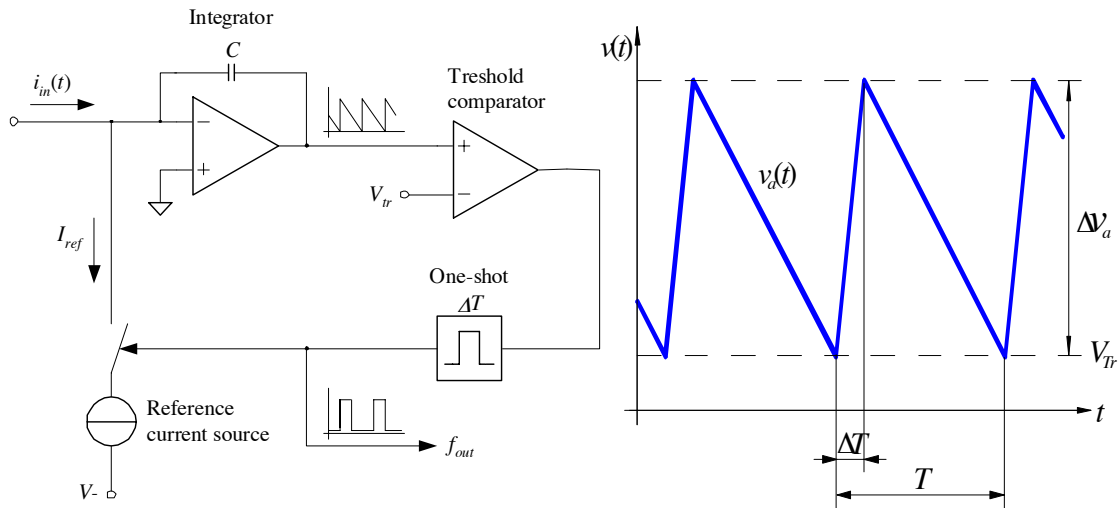 Integrator
C
i_in(t)
Treshold
comparator
−
+
+
−
V_tr
I_ref
One-shot
ΔT
Reference
current source
f_out
V-
v(t)
v_a(t)
ΔV_a
V_Tr
t
ΔT
T